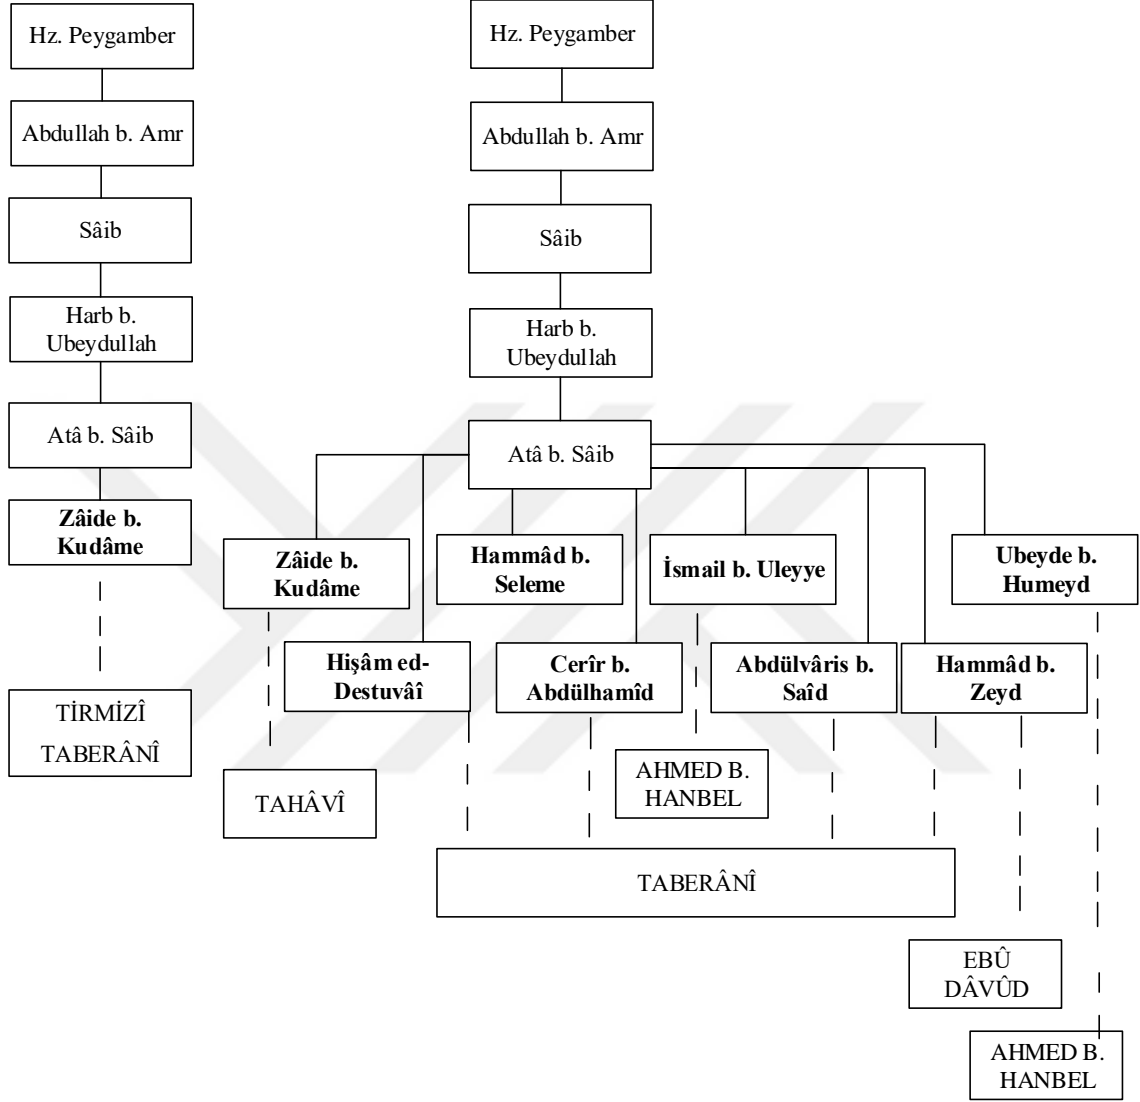 Hz. Peygamber
Abdullah b. Amr
Sâib
Harb b.
Ubeydullah
Atâ b. Sâib
Zâide b.
Kudâme
TİRMİZÎ
TABERÂNÎ
Hz. Peygamber
Abdullah b. Amr
Sâib
Harb b.
Ubeydullah
Atâ b. Sâib
Zâide b.
Kudâme
Hammâd b.
Seleme
İsmail b. Uleyye
Ubeyde b.
Humeyd
Hişâm ed-
Destuvâî
Cerîr b.
Abdülhamîd
Abdülvâris b.
Saîd
Hammâd b.
Zeyd
TAHÂVÎ
AHMED B.
HANBEL
TABERÂNÎ
EBÛ
DÂVÛD
AHMED B.
HANBEL